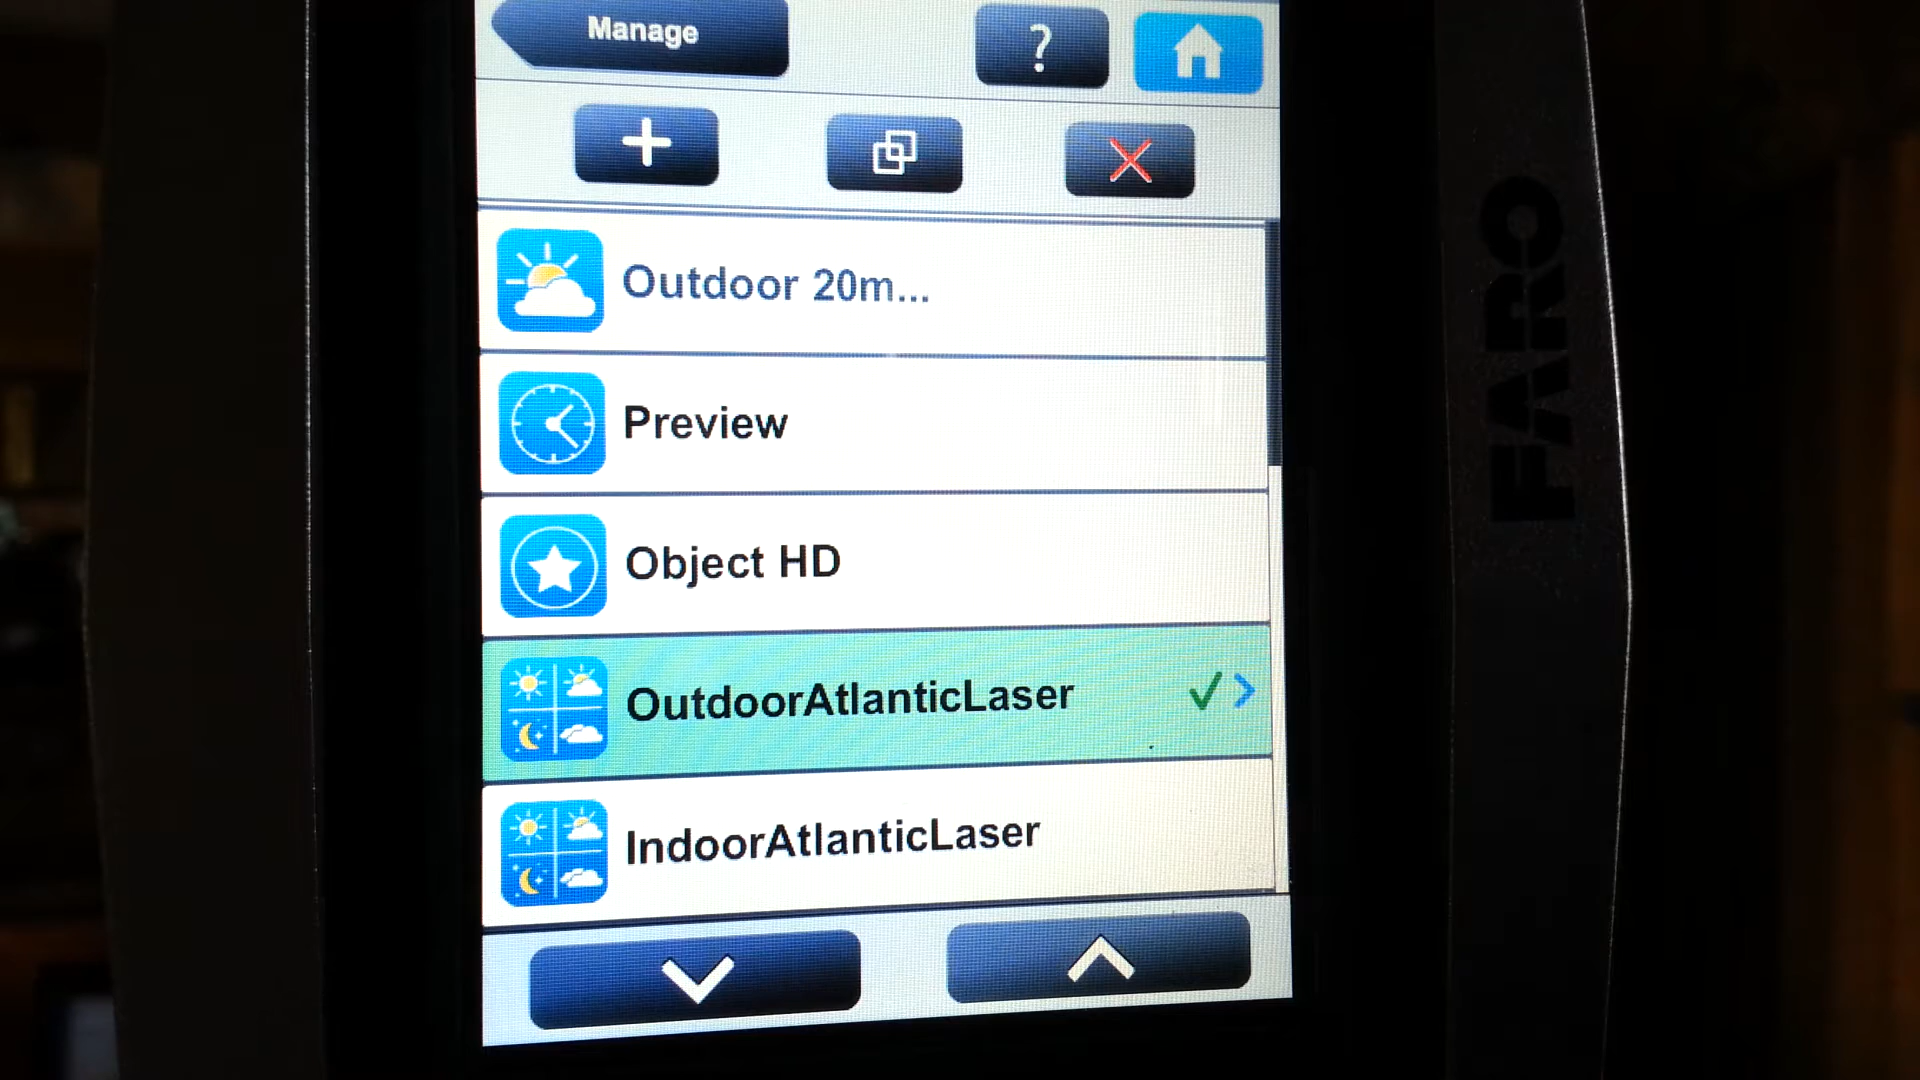 Manage
?
Outdoor 20m...
Preview
Object HD
OutdoorAtlanticLaser
IndoorAtlanticLaser
FARO